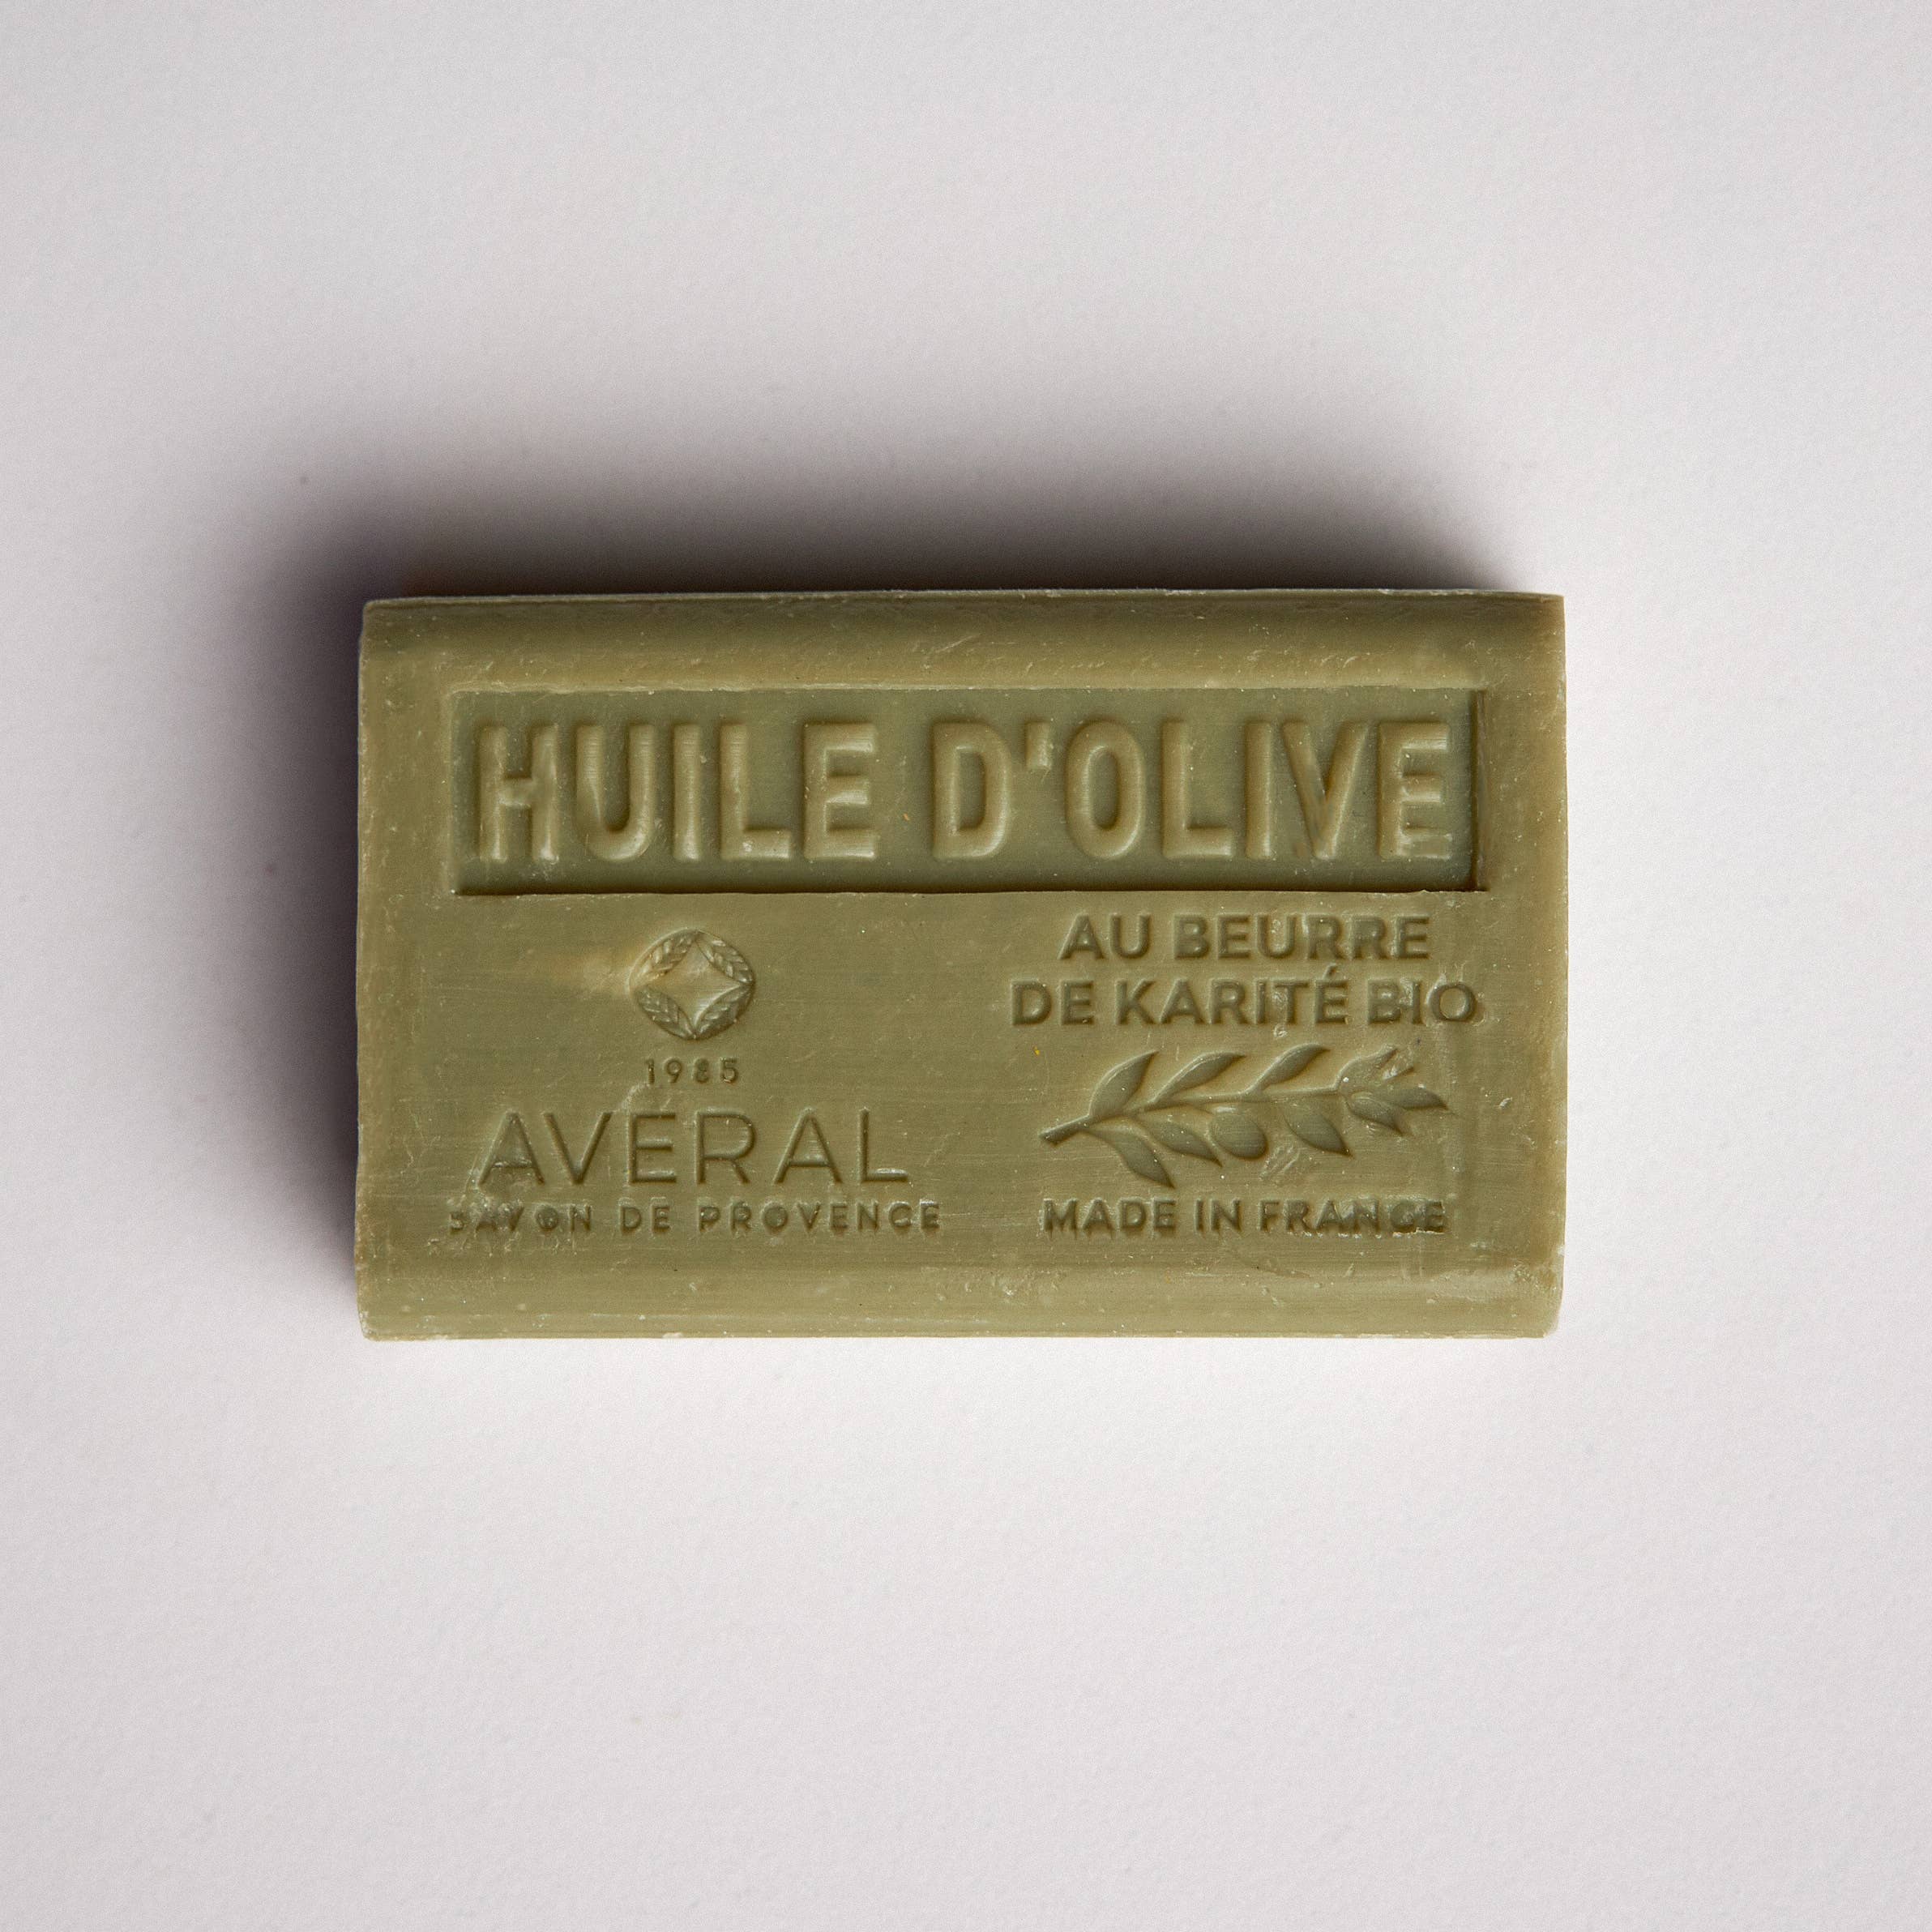 HUILE D'OLIVE
1985
AVERAL
SAVON DE PROVENCE
AU BEURRE
DE KARITÉ BIO
MADE IN FRANCE